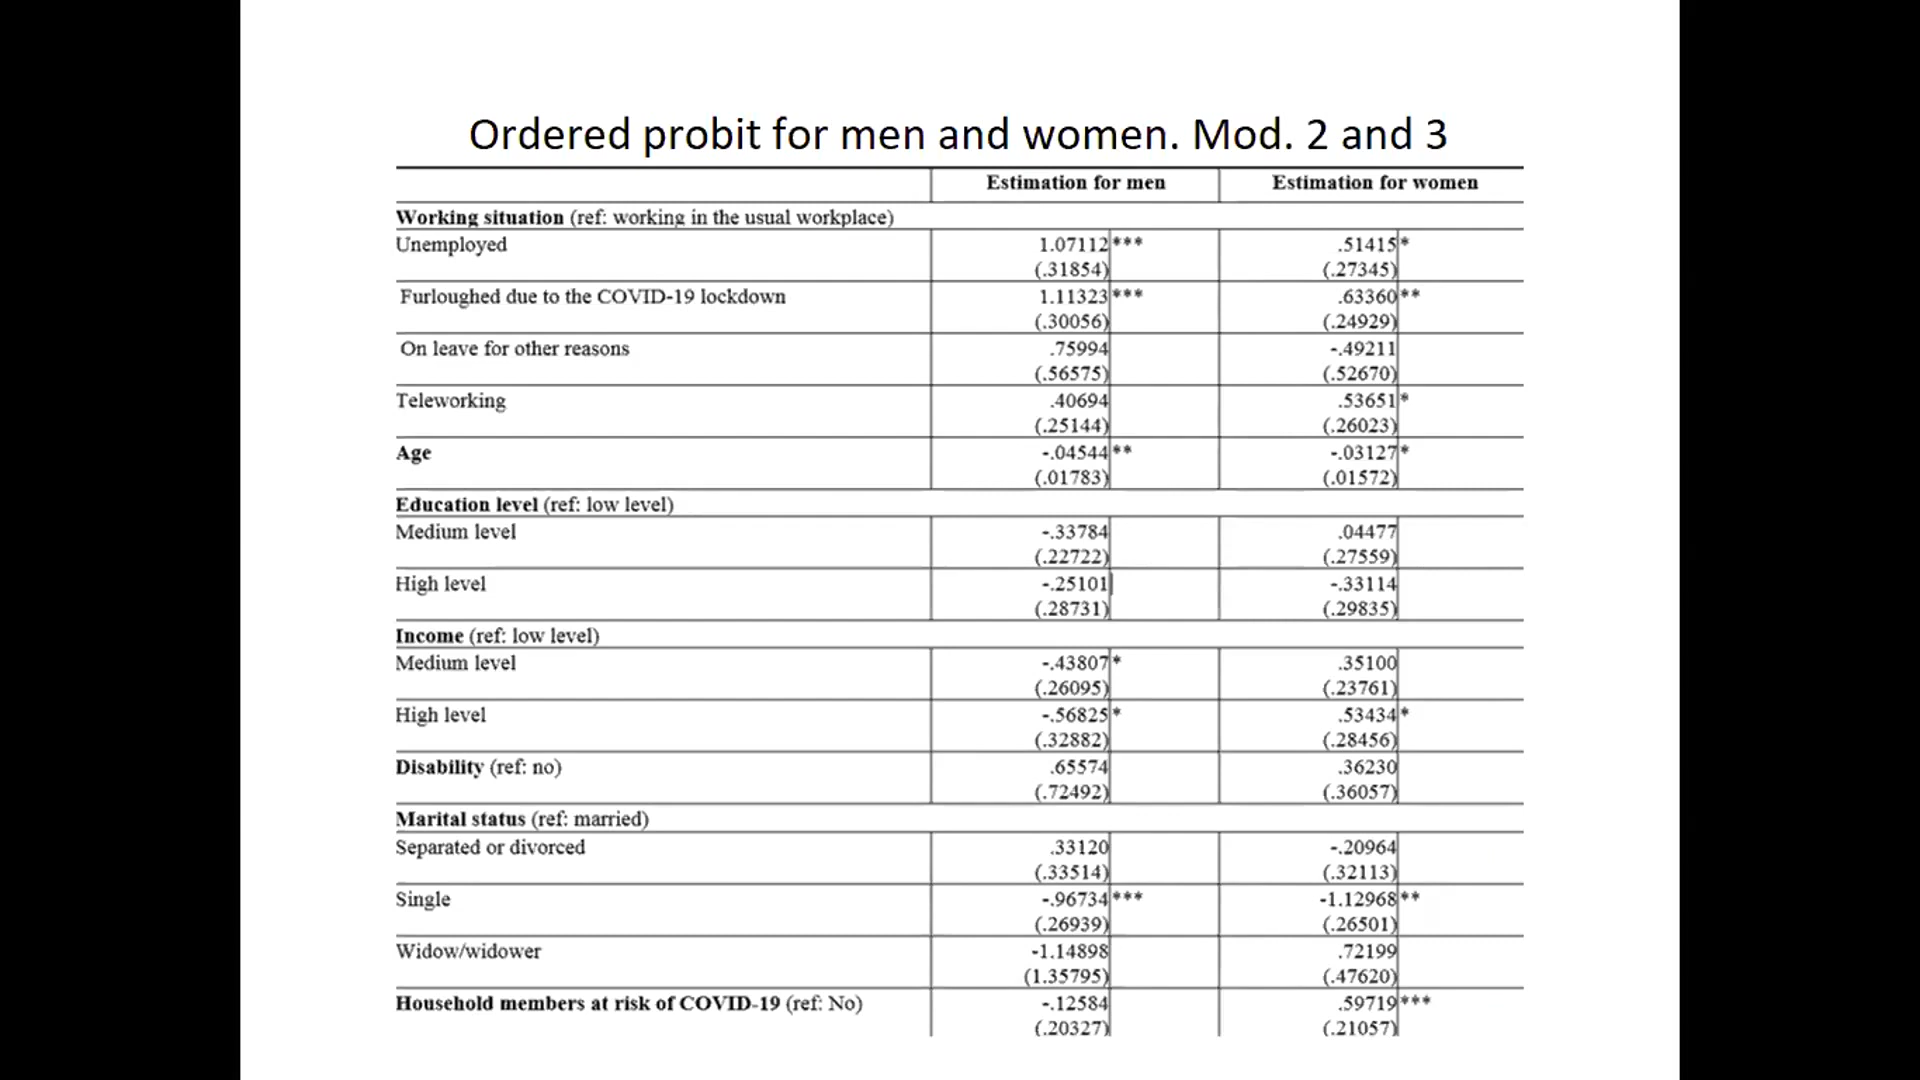 Ordered probit for men and women. Mod. 2 and 3
Estimation for men Estimation for women
Working situation (ref: working in the usual workplace)
Unemployed 1.07112*** .51415*
(.31854) (.27345)
Furloughed due to the COVID-19 lockdown 1.11323*** .63360**
(.30056) (.24929)
On leave for other reasons .75994 -.49211
(.56575) (.52670)
Teleworking .40694 .53651*
(.25144) (.26023)
Age -.04544** -.03127*
(.01783) (.01572)
Education level (ref: low level)
Medium level -.33784 .04477
(.22722) (.27559)
High level -.25101 -.33114
(.28731) (.29835)
Income (ref: low level)
Medium level -.43807* .35100
(.26095) (.23761)
High level -.56825* .53434*
(.32882) (.28456)
Disability (ref: no) .65574 .36230
(.72492) (.36057)
Marital status (ref: married)
Separated or divorced .33120 -.20964
(.33514) (.32113)
Single -.96734*** -1.12968**
(.26939) (.26501)
Widow/widower -1.14898 .72199
(1.35795) (.47620)
Household members at risk of COVID-19 (ref: No) -.12584 .59719***
(.20327) (.21057)